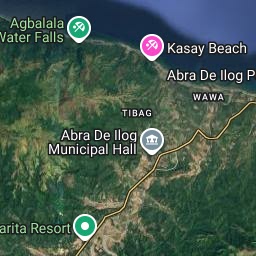 Agbalala
Water Falls
Kasay Beach
Abra De Ilog P
WAWA
TIBAG
Abra De Ilog
Municipal Hall
arita Resort